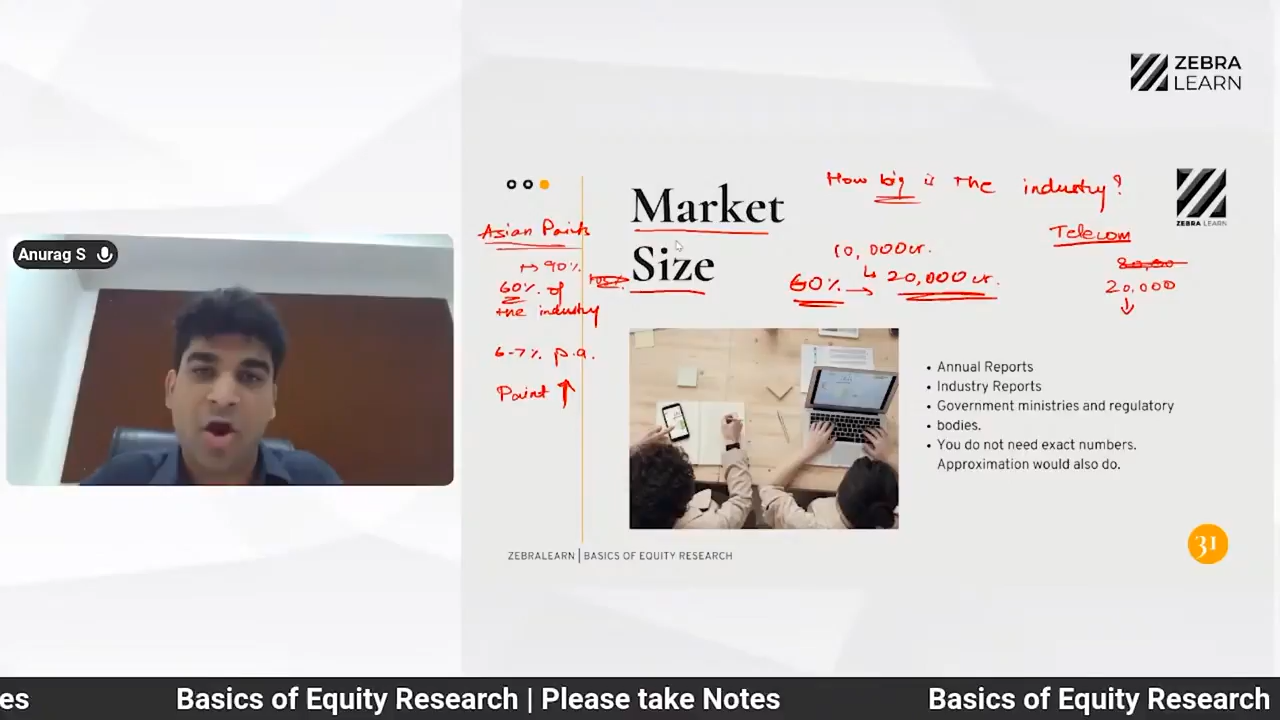 ZEBRA
LEARN
Anurag S
Market
Size
How big is the industry?
ZEBRA LEARN
Asian Paints
↦ 90%
60% of
the industry
6-7% p.a.
Paint ↑
10,000 cr.
60% → ↳ 20,000 cr.
Telecom
20,000
↓
• Annual Reports
• Industry Reports
• Government ministries and regulatory
• bodies.
• You do not need exact numbers.
Approximation would also do.
ZEBRALEARN | BASICS OF EQUITY RESEARCH
31
es Basics of Equity Research | Please take Notes Basics of Equity Research